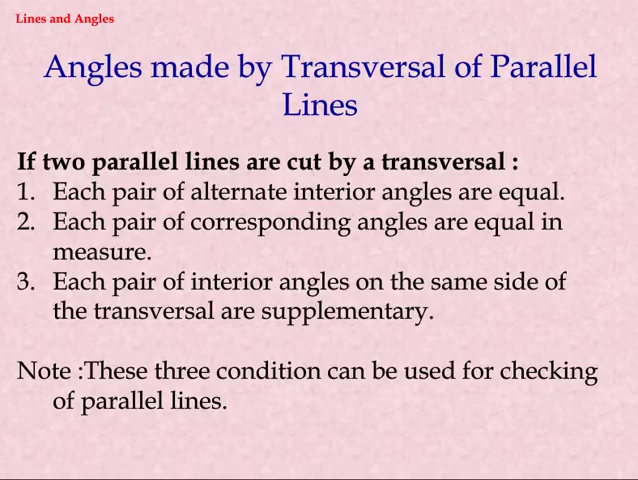 Lines and Angles
Angles made by Transversal of Parallel
Lines
If two parallel lines are cut by a transversal :
1. Each pair of alternate interior angles are equal.
2. Each pair of corresponding angles are equal in
measure.
3. Each pair of interior angles on the same side of
the transversal are supplementary.
Note :These three condition can be used for checking
of parallel lines.